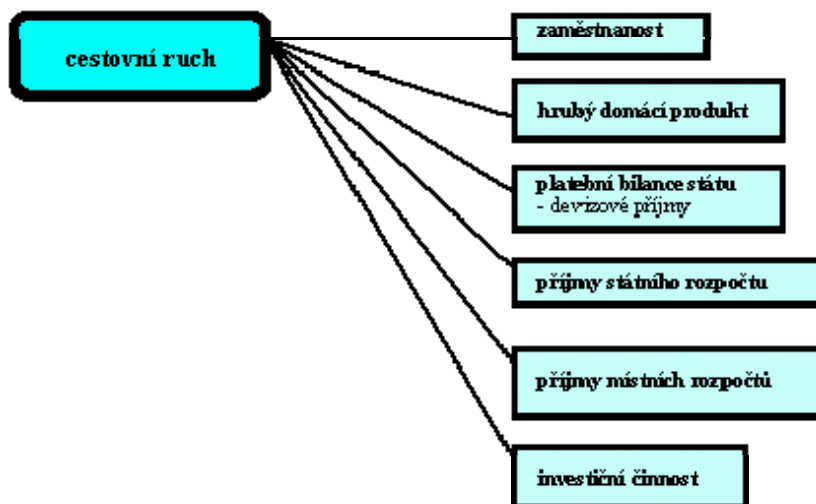 cestovní ruch
zaměstnanost
hrubý domácí produkt
platební bilance státu
- devizové příjmy
příjmy státního rozpočtu
příjmy místních rozpočtů
investiční činnost